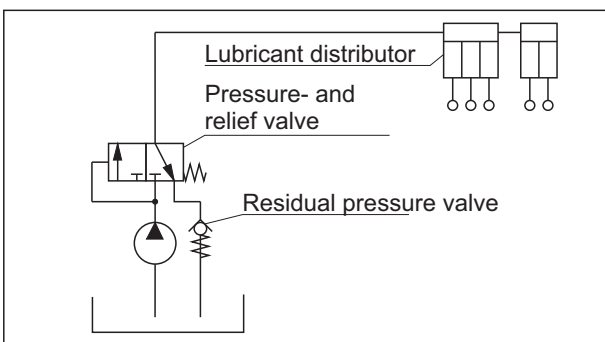 Lubricant distributor
Pressure- and
relief valve
Residual pressure valve